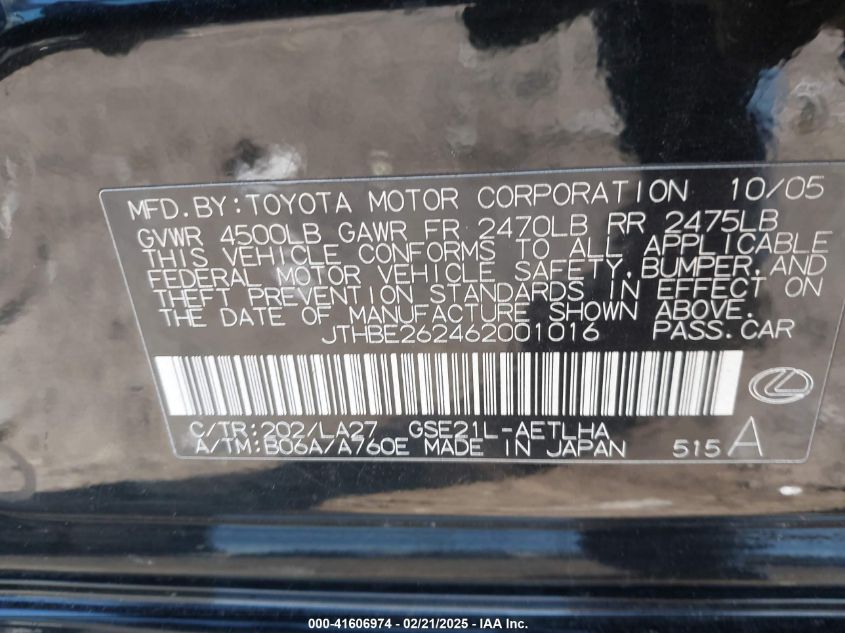 MFD.BY:TOYOTA MOTOR CORPORATION 10/05
GVWR 4500LB GAWR FR 2470LB RR 2475LB
THIS VEHICLE CONFORMS TO ALL APPLICABLE
FEDERAL MOTOR VEHICLE SAFETY,BUMPER,AND
THEFT PREVENTION STANDARDS IN EFFECT ON
THE DATE OF MANUFACTURE SHOWN ABOVE.
JTHBE262462001016 PASS.CAR
C/TR:202/LA27 GSE21L-AETLHA
A/TM:B06A/A760E MADE IN JAPAN 515A
000-41606974 / 02/21/2025 - IAA Inc.